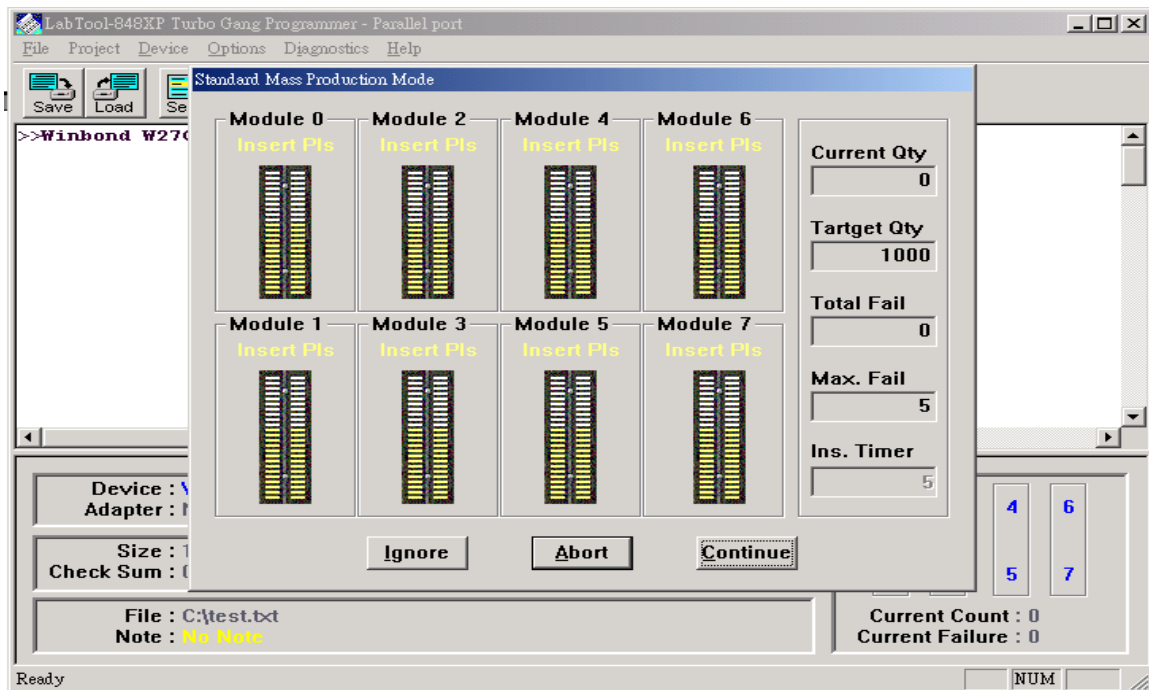 LabTool-848XP Turbo Gang Programmer - Parallel port
File Project Device Options Diagnostics Help
Save Load Se
Standard Mass Production Mode
>>Winbond W27
Module 0 Module 2 Module 4 Module 6
Insert Pls Insert Pls Insert Pls Insert Pls
Module 1 Module 3 Module 5 Module 7
Insert Pls Insert Pls Insert Pls Insert Pls
Current Qty
0
Tartget Qty
1000
Total Fail
0
Max. Fail
5
Ins. Timer
5
Ignore Abort Continue
Device :
Adapter :
Size : 1
Check Sum :
File : C:\test.txt
Note : No Note
4 6
5 7
Current Count : 0
Current Failure : 0
Ready
NUM